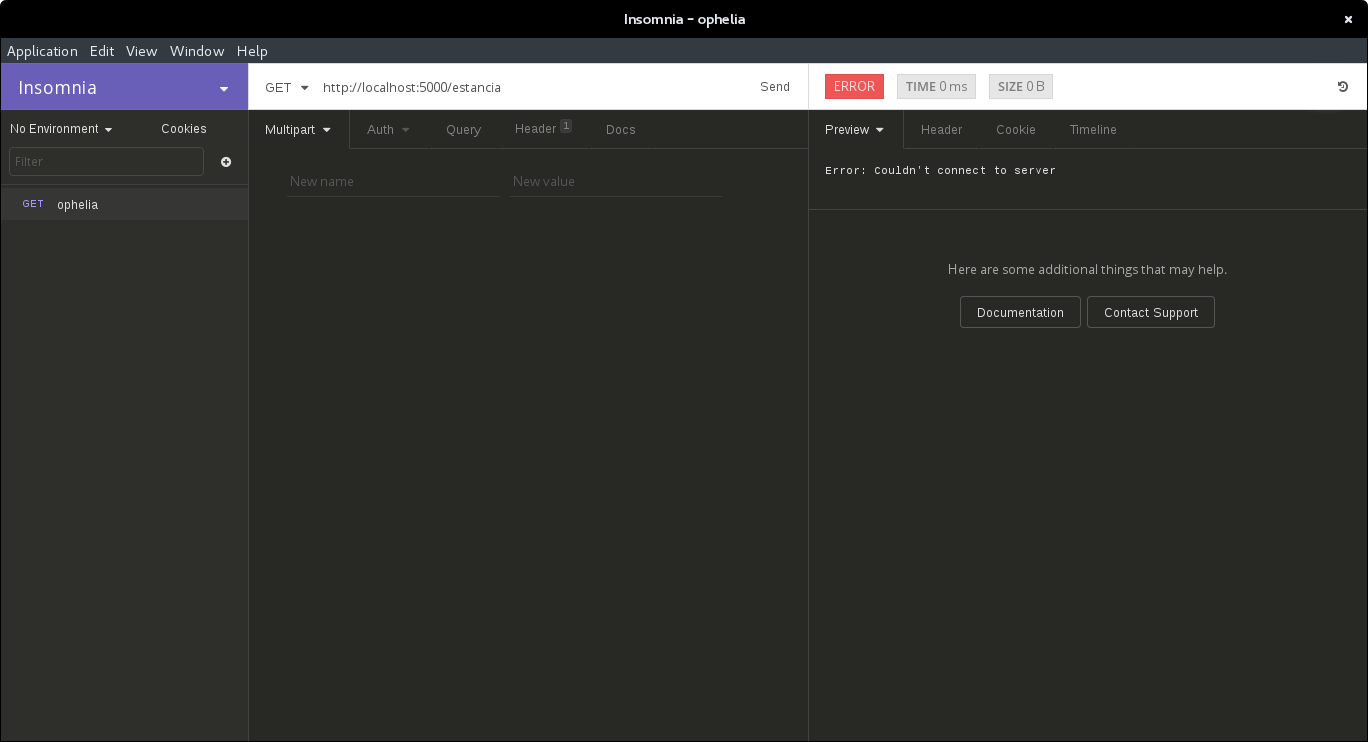 Insomnia – ophelia
Application Edit View Window Help
Insomnia
GET http://localhost:5000/estancia Send
ERROR TIME 0 ms SIZE 0 B
No Environment Cookies
Multipart Auth Query Header 1 Docs
Preview Header Cookie Timeline
Filter
New name New value
Error: Couldn't connect to server
GET ophelia
Here are some additional things that may help.
Documentation Contact Support